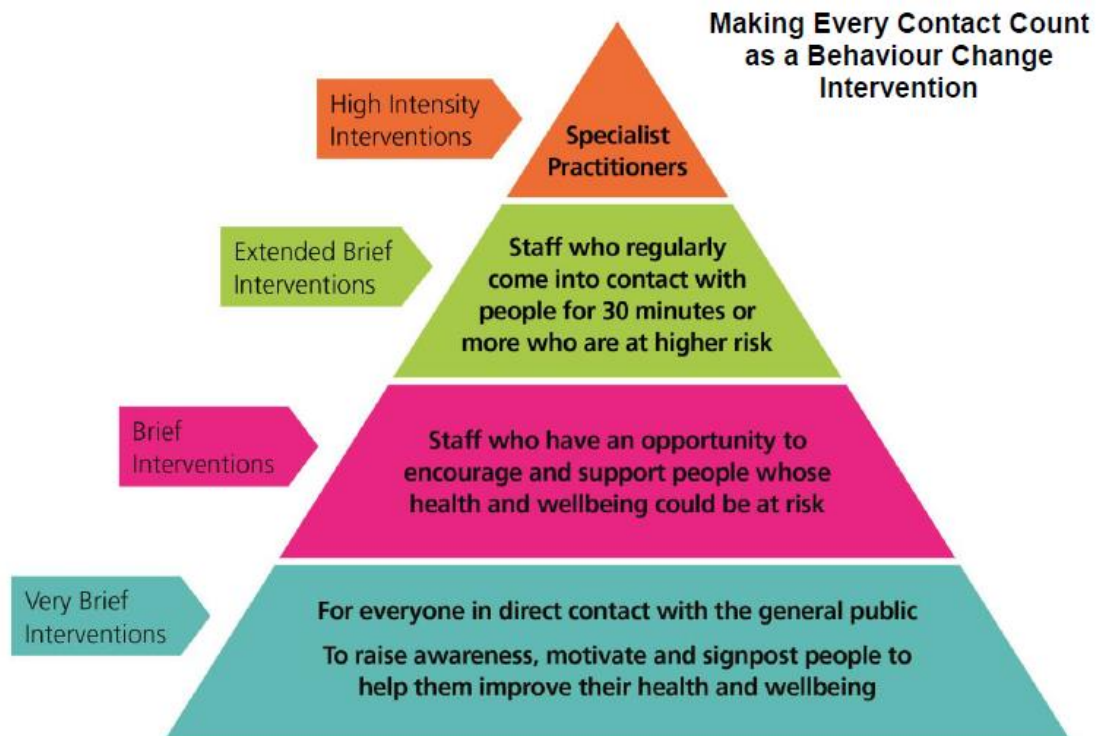 Making Every Contact Count
as a Behaviour Change
Intervention
High Intensity
Interventions
Specialist
Practitioners
Extended Brief
Interventions
Staff who regularly
come into contact with
people for 30 minutes or
more who are at higher risk
Brief
Interventions
Staff who have an opportunity to
encourage and support people whose
health and wellbeing could be at risk
Very Brief
Interventions
For everyone in direct contact with the general public
To raise awareness, motivate and signpost people to
help them improve their health and wellbeing